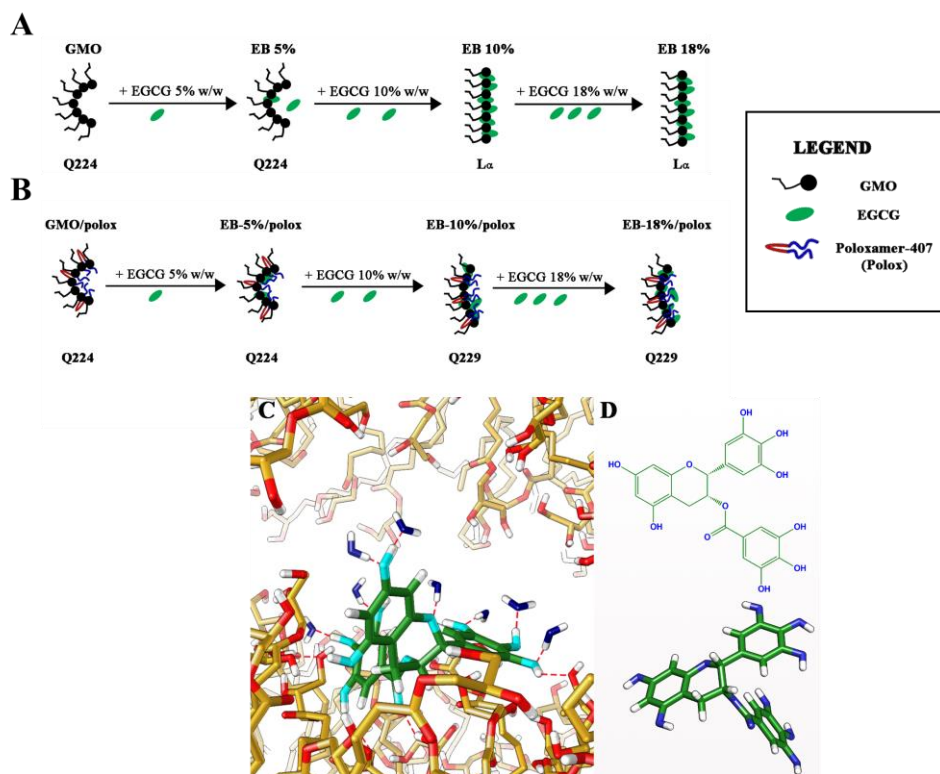 A
GMO
EB 5%
EB 10%
EB 18%
+ EGCG 5% w/w
+ EGCG 10% w/w
+ EGCG 18% w/w
Q224
Q224
Lα
Lα
B
GMO/polox
EB-5%/polox
EB-10%/polox
EB-18%/polox
+ EGCG 5% w/w
+ EGCG 10% w/w
+ EGCG 18% w/w
Q224
Q224
Q229
Q229
LEGEND
GMO
EGCG
Poloxamer-407
(Polox)
C
D
OH
OH
OH
HO
O
OH
O
O
OH
OH
OH